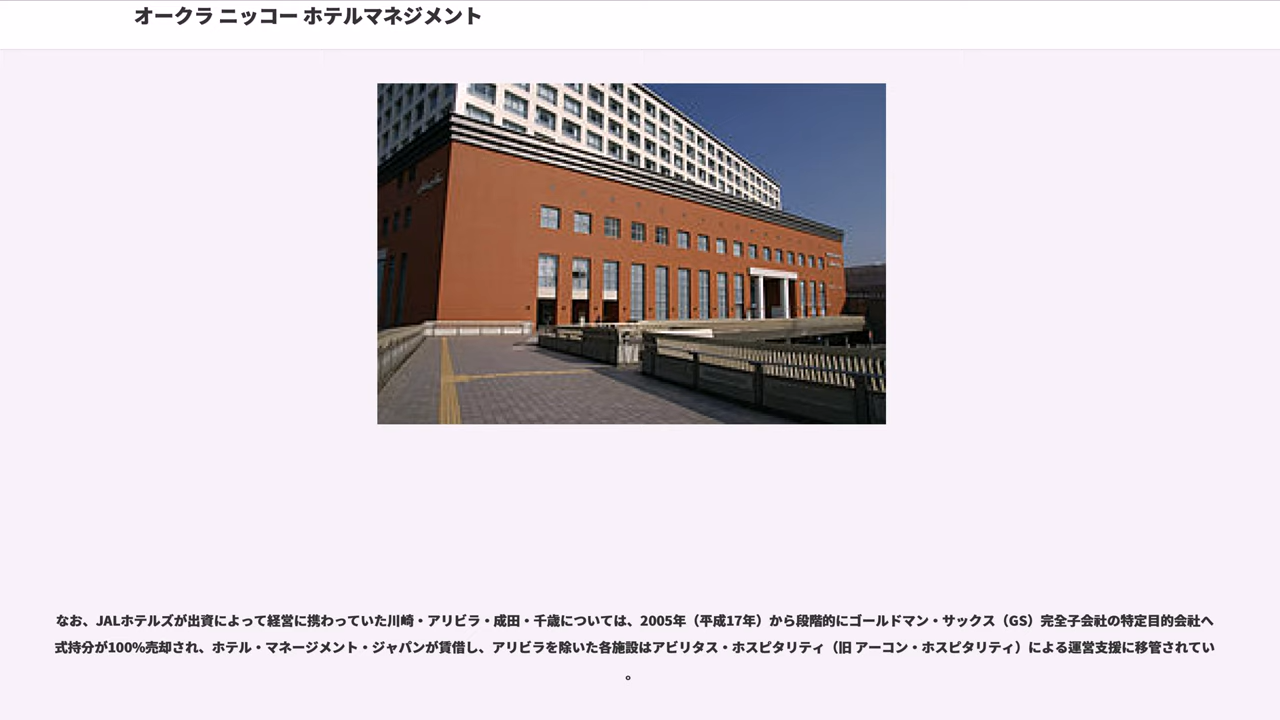 オークラ ニッコー ホテルマネジメント
なお、JALホテルズが出資によって経営に携わっていた川崎・アリビラ・成田・千歳については、2005年（平成17年）から段階的にゴールドマン・サックス（GS）完全子会社の特定目的会社へ
式持分が100%売却され、ホテル・マネージメント・ジャパンが賃借し、アリビラを除いた各施設はアビリタス・ホスピタリティ（旧 アーコン・ホスピタリティ）による運営支援に移管されてい
。